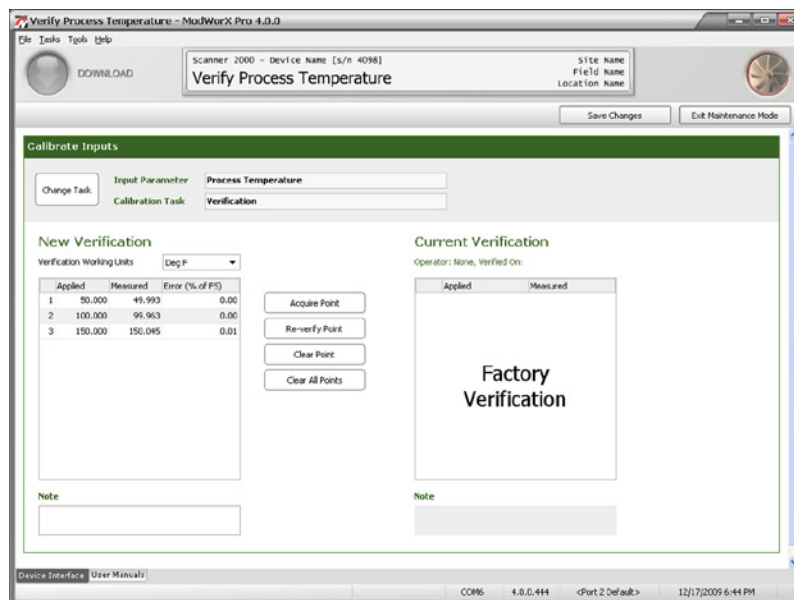 Verify Process Temperature - ModWorX Pro 4.0.0
File Tasks Tools Help
DOWNLOAD
Scanner 2000 - Device Name [s/n 4098]
Verify Process Temperature
Site Name
Field Name
Location Name
Save Changes
Exit Maintenance Mode
Calibrate Inputs
Change Task
Input Parameter Process Temperature
Calibration Task Verification
New Verification
Verification Working Units Deg F
Applied Measured Error (% of FS)
1 50.000 49.993 0.00
2 100.000 99.963 0.00
3 150.000 150.045 0.01
Acquire Point
Re-verify Point
Clear Point
Clear All Points
Note
Current Verification
Operator: None, Verified On:
Applied Measured
Factory
Verification
Note
Device Interface User Manuals
COM6 4.0.0.444 <Port 2 Default> 12/17/2009 6:44 PM